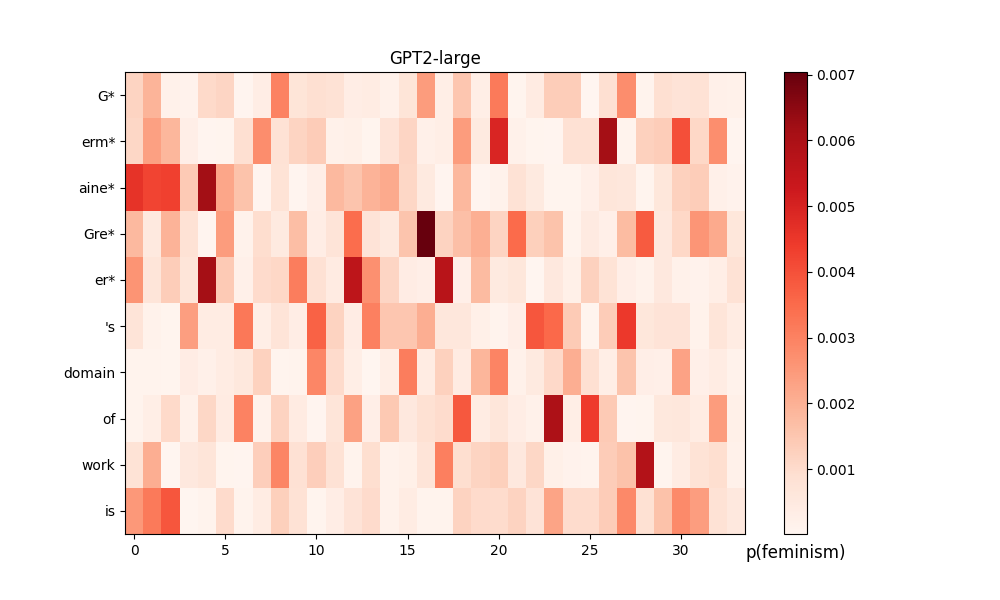 GPT2-large
G*
erm*
aine*
Gre*
er*
's
domain
of
work
is
0 5 10 15 20 25 30
0.007
0.006
0.005
0.004
0.003
0.002
0.001
p(feminism)